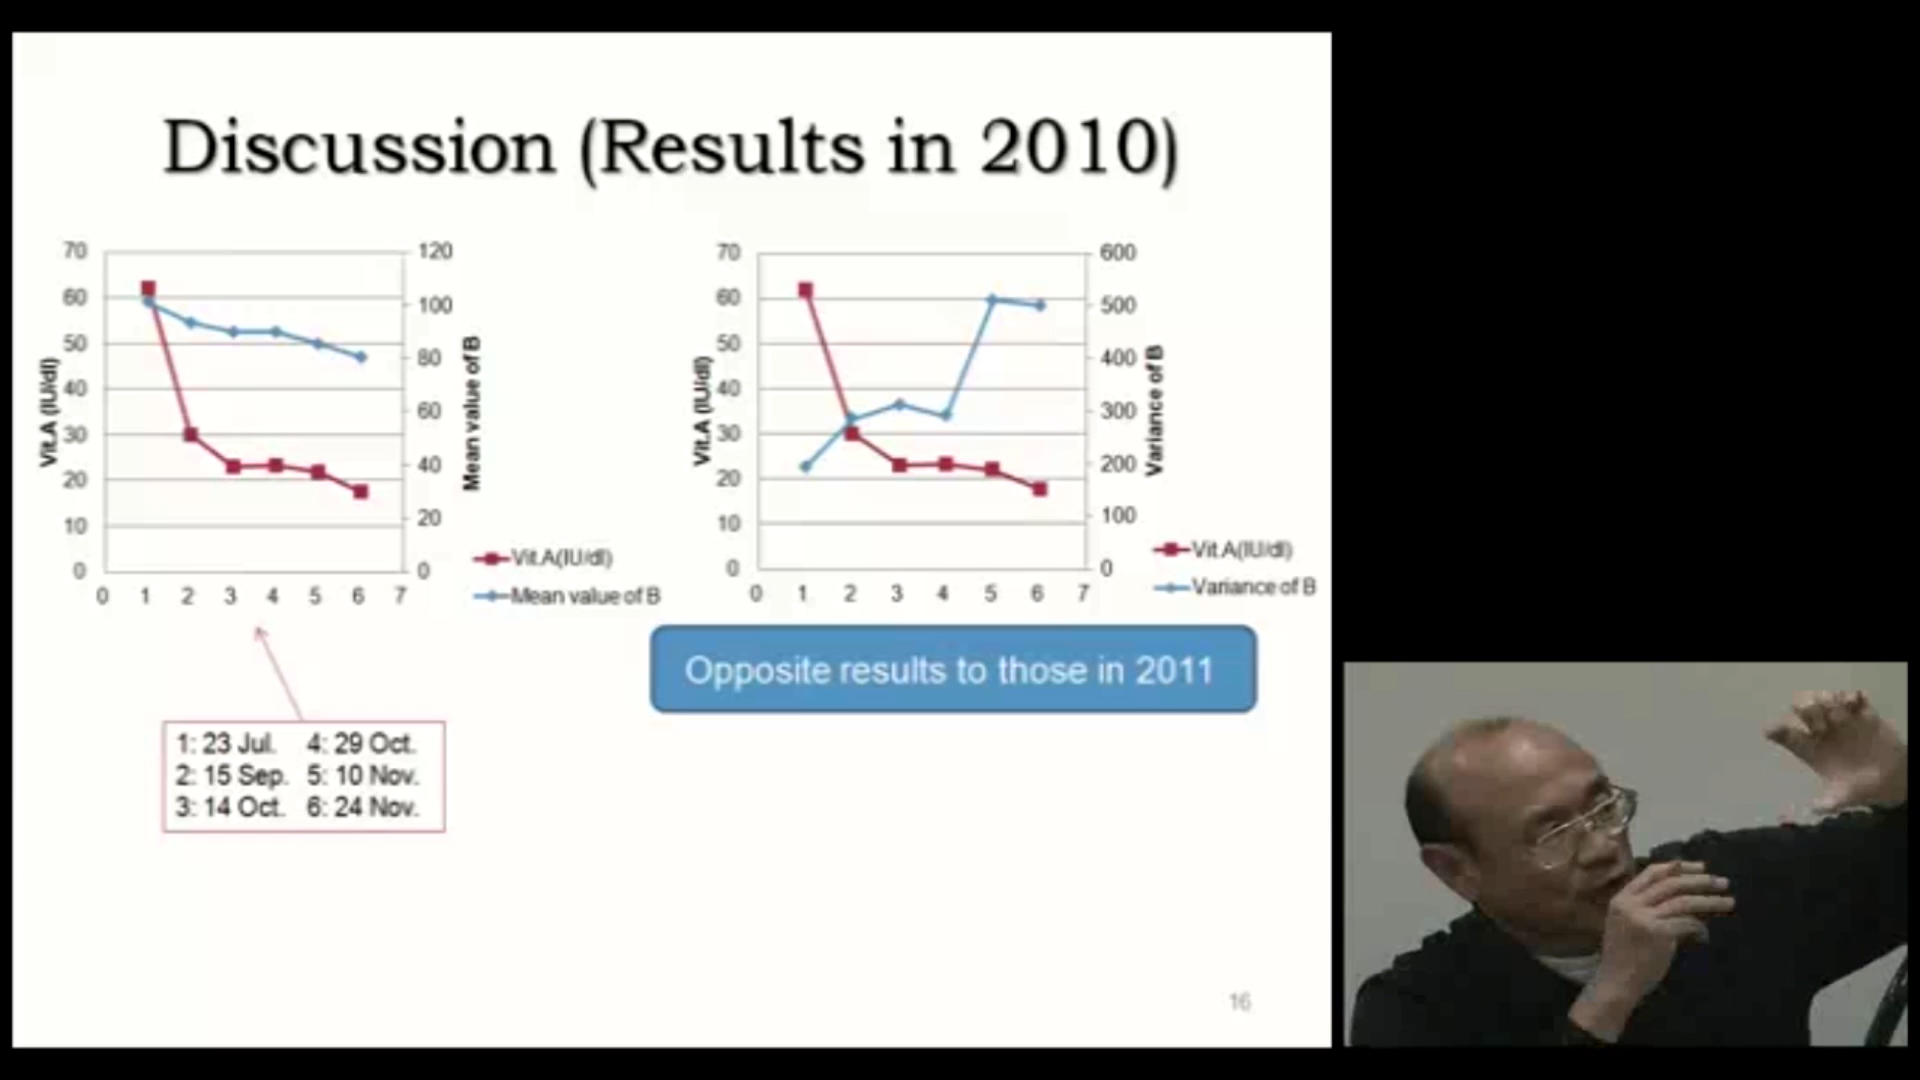 Discussion (Results in 2010)
70
60
50
40
30
20
10
0
Vit.A (IU/dl)
120
100
80
60
40
20
0
Mean value of B
0 1 2 3 4 5 6 7
Vit.A(IU/dl)
Mean value of B
70
60
50
40
30
20
10
0
Vit.A (IU/dl)
600
500
400
300
200
100
0
Variance of B
0 1 2 3 4 5 6 7
Vit.A(IU/dl)
Variance of B
Opposite results to those in 2011
1: 23 Jul. 4: 29 Oct.
2: 15 Sep. 5: 10 Nov.
3: 14 Oct. 6: 24 Nov.
16